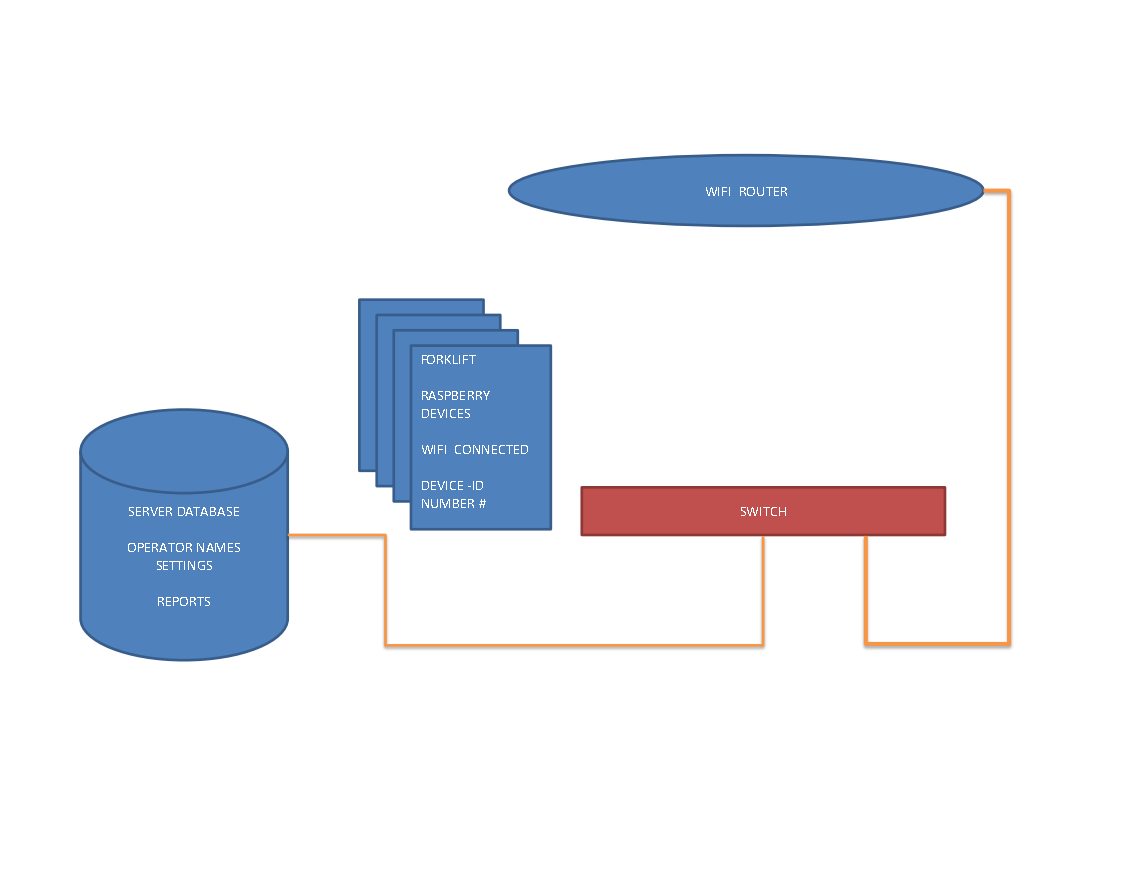 WIFI ROUTER
FORKLIFT
RASPBERRY
DEVICES
WIFI CONNECTED
DEVICE -ID
NUMBER #
SWITCH
SERVER DATABASE
OPERATOR NAMES
SETTINGS
REPORTS